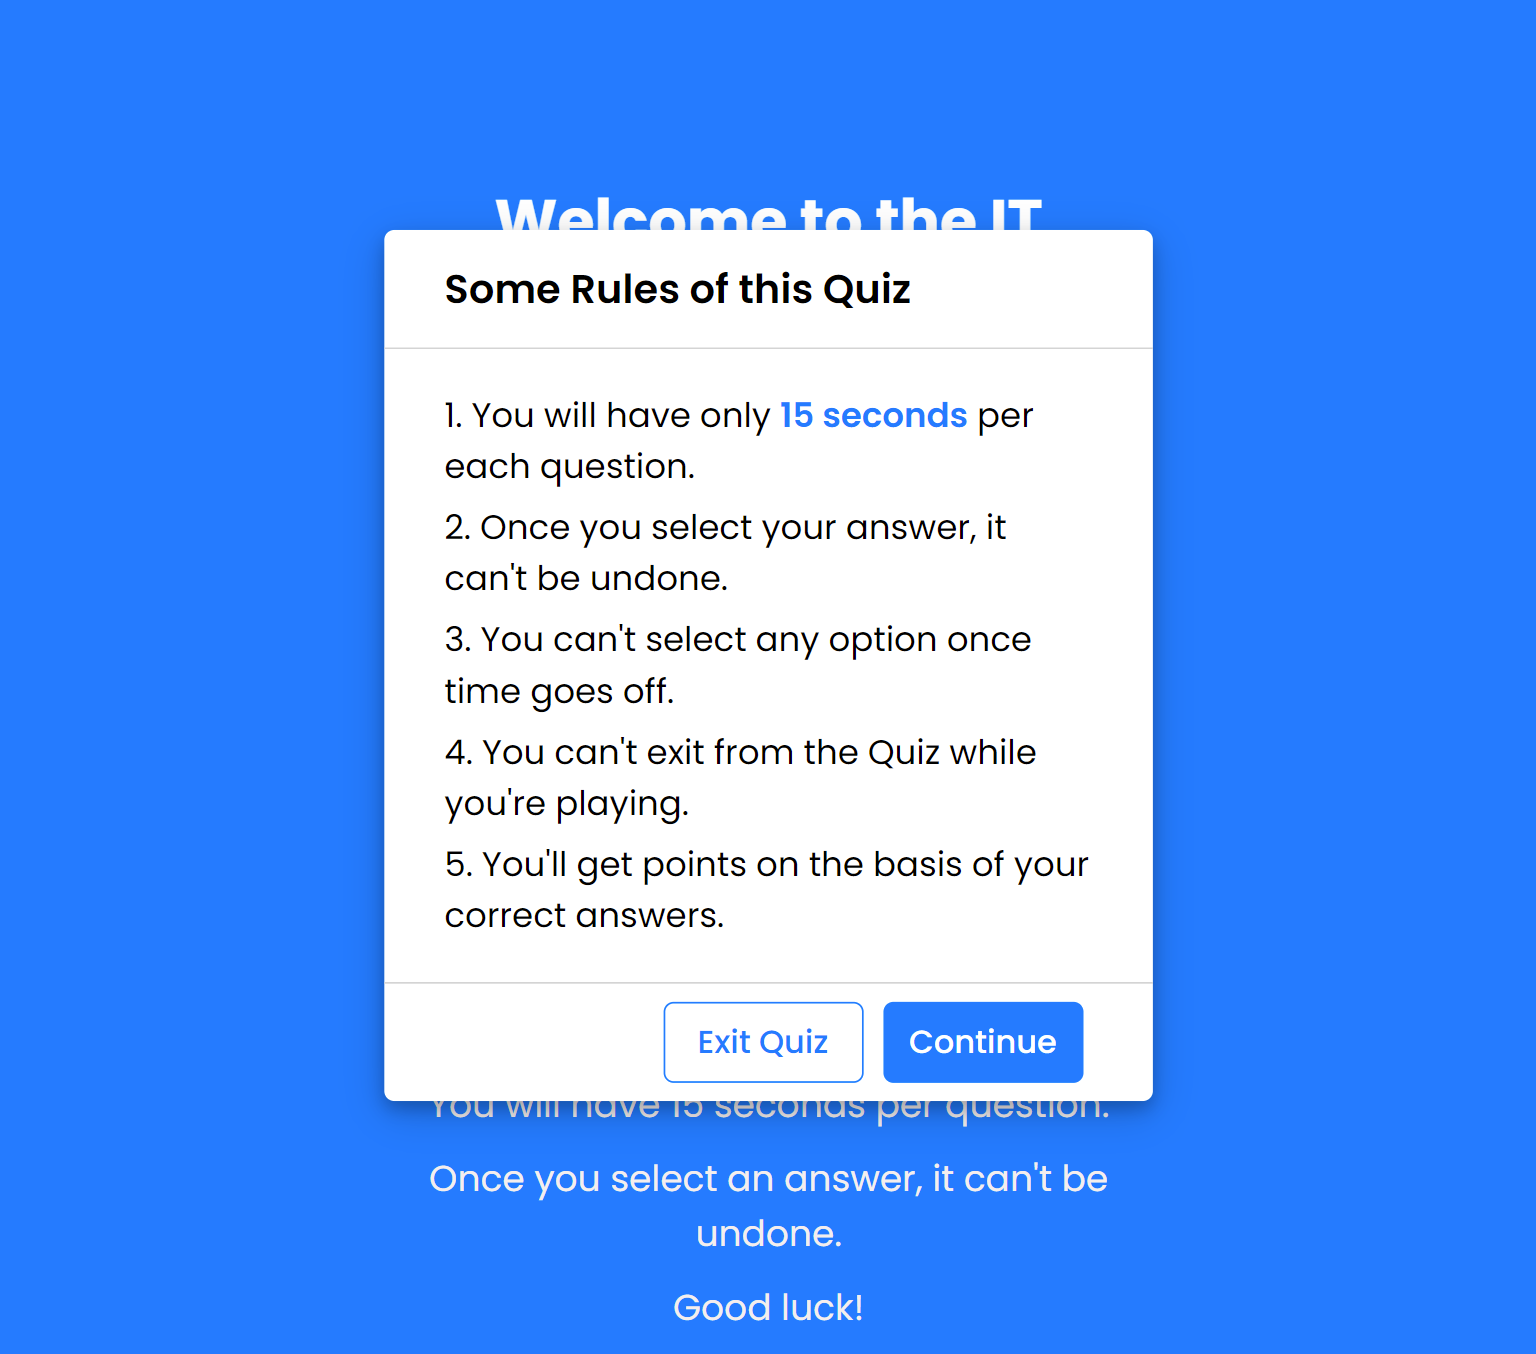 Welcome to the IT
Some Rules of this Quiz
1. You will have only 15 seconds per
each question.
2. Once you select your answer, it
can't be undone.
3. You can't select any option once
time goes off.
4. You can't exit from the Quiz while
you're playing.
5. You'll get points on the basis of your
correct answers.
Exit Quiz Continue
You will have 15 seconds per question.
Once you select an answer, it can't be
undone.
Good luck!